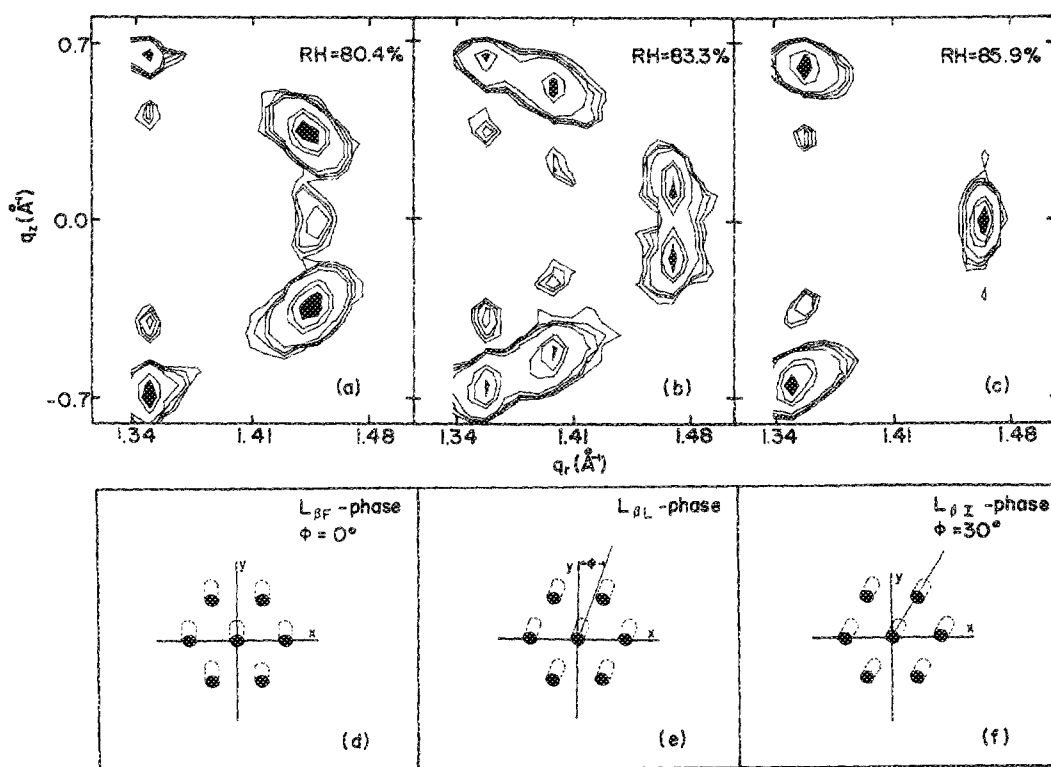 0.7
0.0
-0.7
q_z (Å⁻¹)
RH=80.4%
(a)
RH=83.3%
(b)
RH=85.9%
(c)
1.34 1.41 1.48
1.34 1.41 1.48
1.34 1.41 1.48
q_r (Å⁻¹)
L_βF-phase
Φ=0°
y
x
(d)
L_βL-phase
y
Φ
x
(e)
L_βI-phase
Φ=30°
y
x
(f)